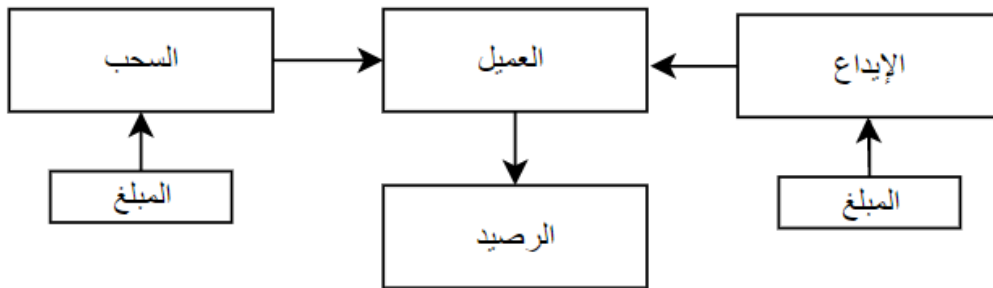 الإيداع
العميل
السحب
المبلغ
المبلغ
الرصيد